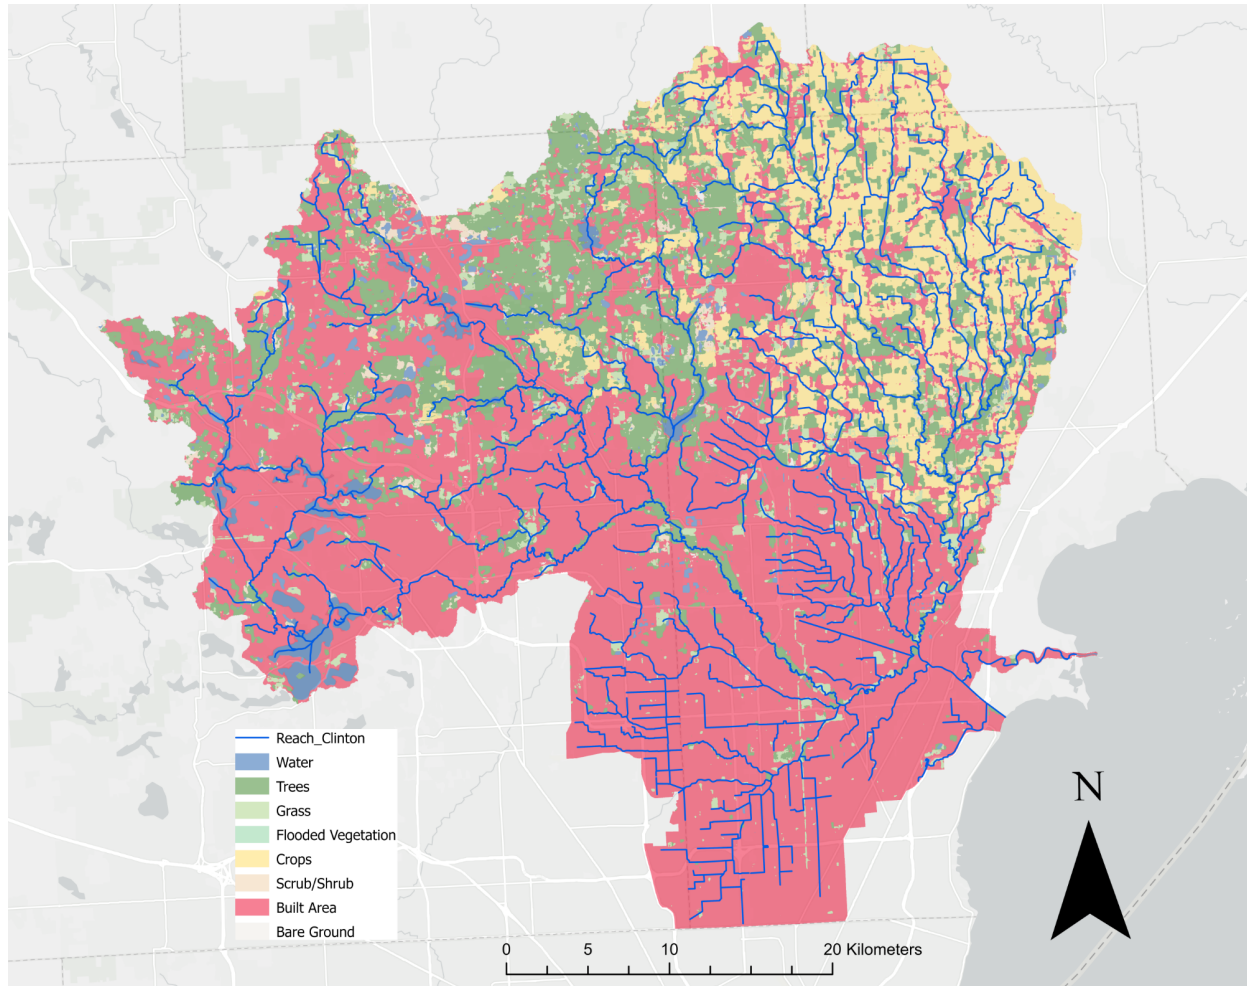 Reach_Clinton
Water
Trees
Grass
Flooded Vegetation
Crops
Scrub/Shrub
Built Area
Bare Ground
0 5 10 20 Kilometers
N